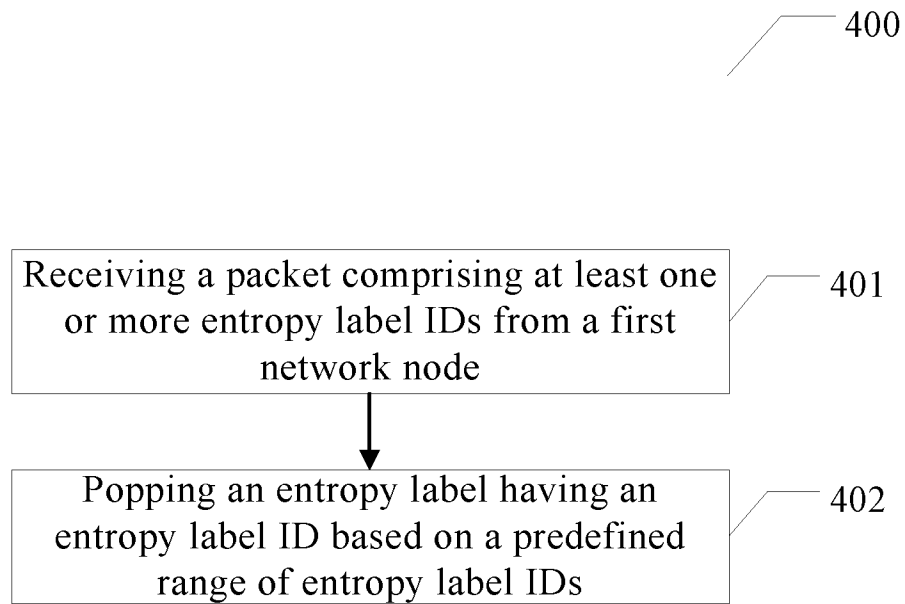 400
Receiving a packet comprising at least one
or more entropy label IDs from a first
network node
401
Popping an entropy label having an
entropy label ID based on a predefined
range of entropy label IDs
402